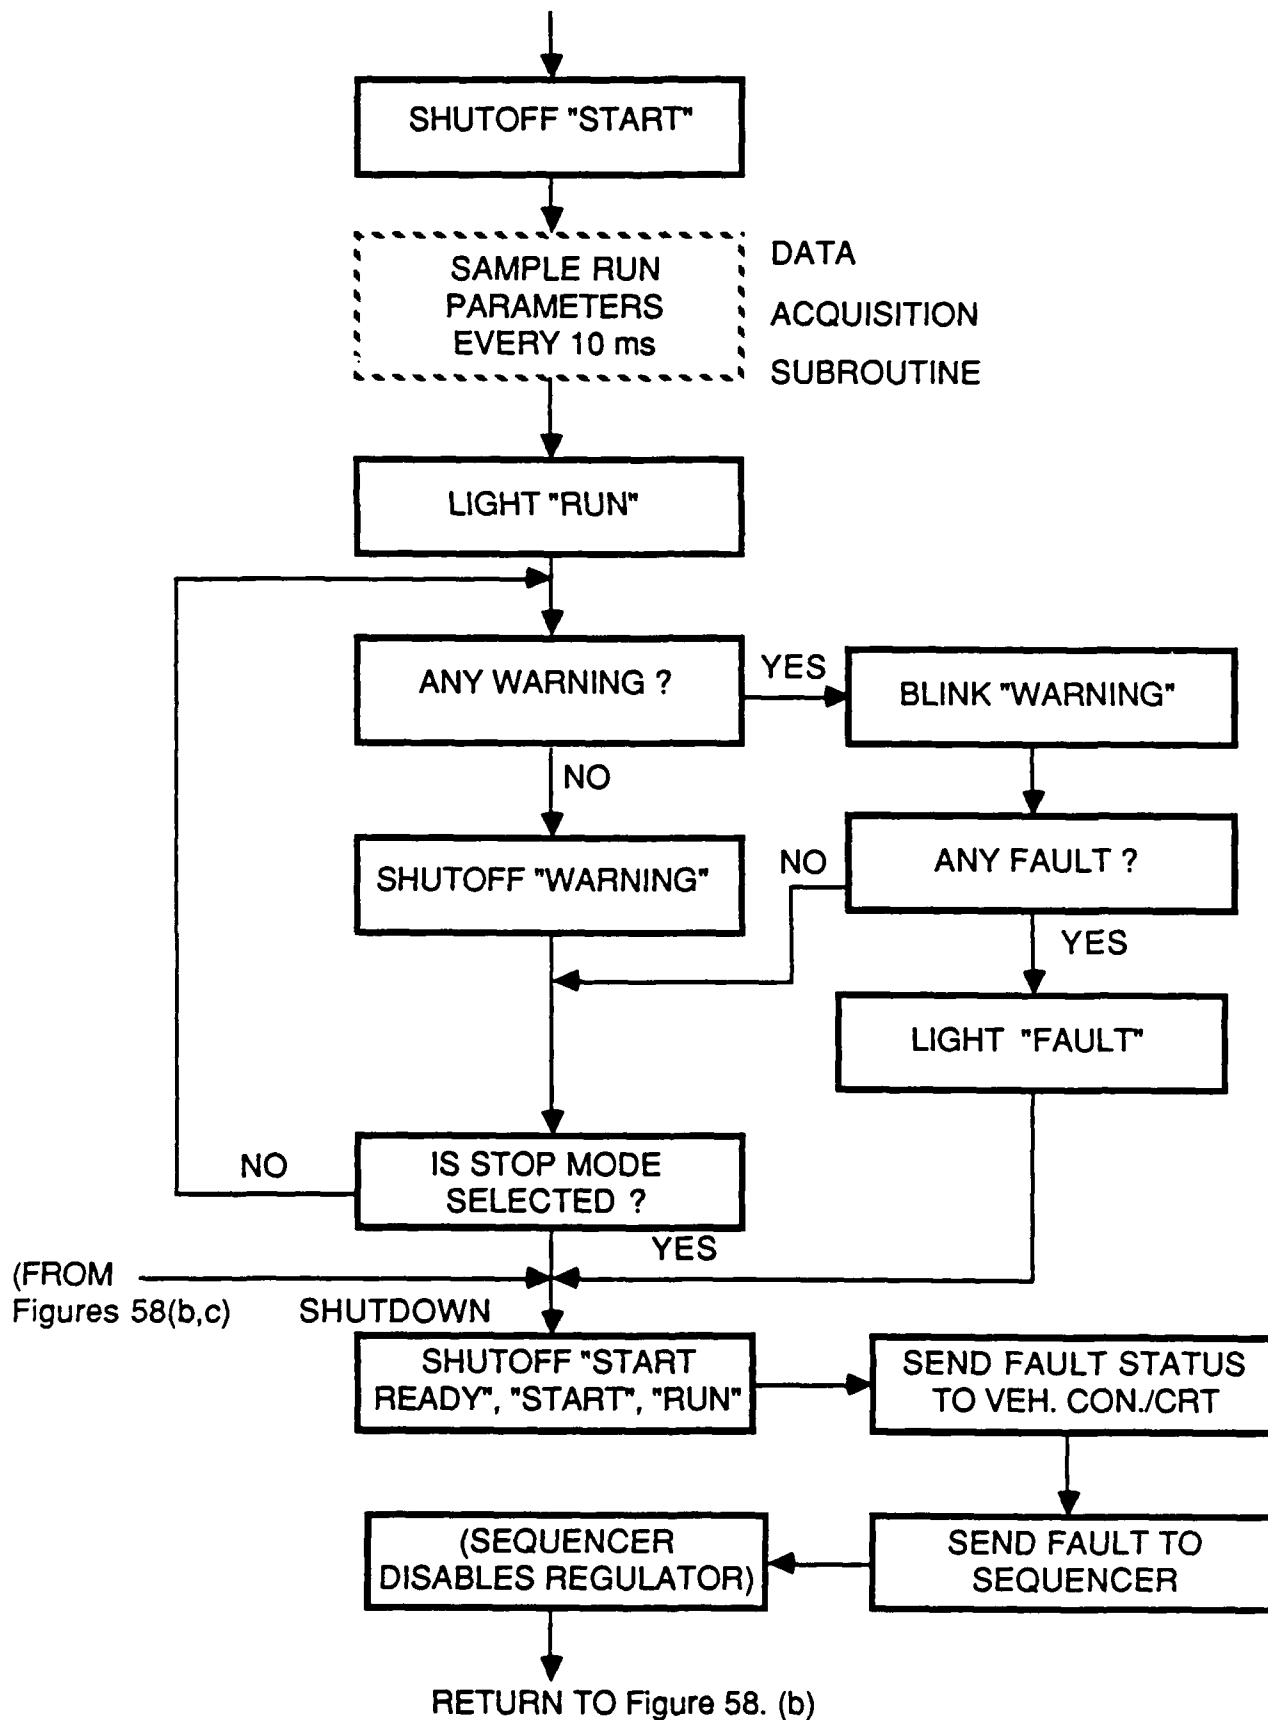 SHUTOFF "START"
SAMPLE RUN
PARAMETERS
EVERY 10 ms
DATA
ACQUISITION
SUBROUTINE
LIGHT "RUN"
ANY WARNING ?
YES
BLINK "WARNING"
NO
SHUTOFF "WARNING"
NO
ANY FAULT ?
YES
LIGHT "FAULT"
NO
IS STOP MODE
SELECTED ?
YES
(FROM
Figures 58(b,c)
SHUTDOWN
SHUTOFF "START
READY", "START", "RUN"
SEND FAULT STATUS
TO VEH. CON./CRT
SEND FAULT TO
SEQUENCER
(SEQUENCER
DISABLES REGULATOR)
RETURN TO Figure 58. (b)